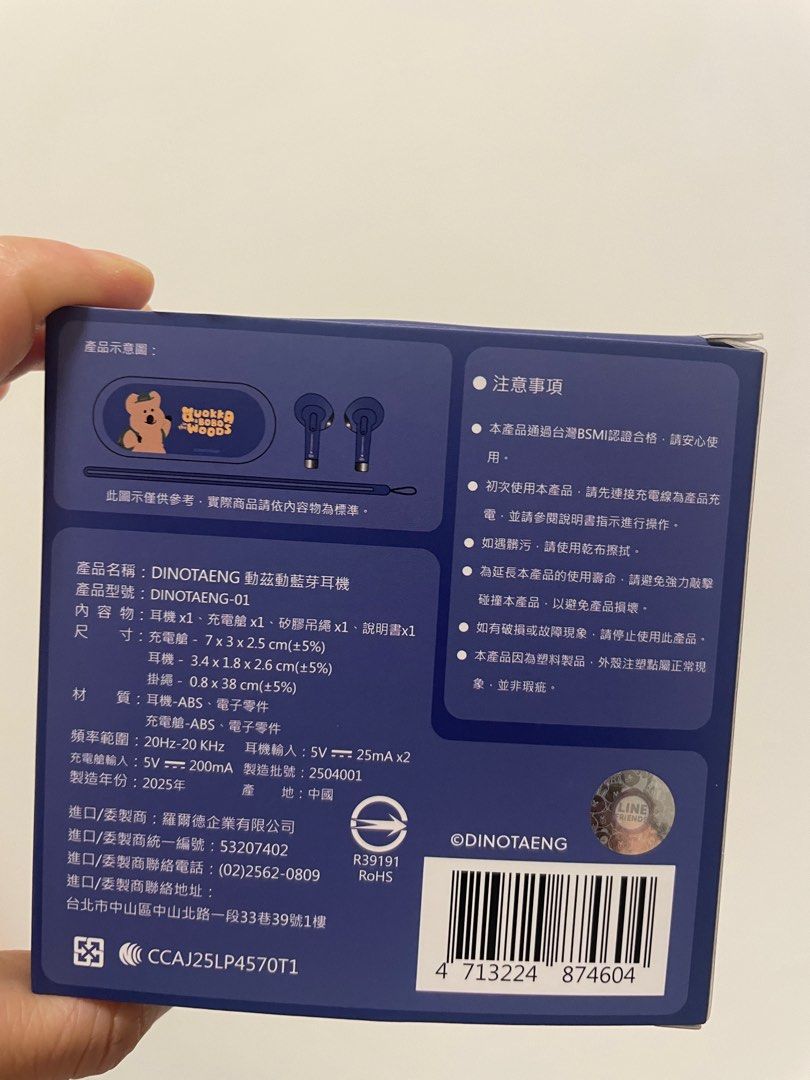 產品示意圖：
Quokka
BOBO
the WOODS
此圖示僅供參考，實際商品請依內容物為標準。
產品名稱：DINOTAENG 動茲動藍芽耳機
產品型號：DINOTAENG-01
內 容 物：耳機 x1、充電艙 x1、矽膠吊繩 x1、說明書x1
尺 寸：充電艙 - 7 x 3 x 2.5 cm(±5%)
耳機 - 3.4 x 1.8 x 2.6 cm(±5%)
掛繩 - 0.8 x 38 cm(±5%)
材 質：耳機-ABS、電子零件
充電艙-ABS、電子零件
頻率範圍：20Hz-20 KHz 耳機輸入：5V ⎓ 25mA x2
充電艙輸入：5V ⎓ 200mA 製造批號：2504001
製造年份：2025年 產 地：中國
進口/委製商：羅爾德企業有限公司
進口/委製商統一編號：53207402
進口/委製商聯絡電話：(02)2562-0809
進口/委製商聯絡地址：
台北市中山區中山北路一段33巷39號1樓
R39191
RoHS
CCAJ25LP4570T1
● 注意事項
● 本產品通過台灣BSMI認證合格，請安心使
用。
● 初次使用本產品，請先連接充電線為產品充
電，並請參閱說明書指示進行操作。
● 如遇髒污，請使用乾布擦拭。
● 為延長本產品的使用壽命，請避免強力敲擊
碰撞本產品，以避免產品損壞。
● 如有破損或故障現象，請停止使用此產品。
● 本產品因為塑料製品，外殼注塑點屬正常現
象，並非瑕疵。
LINE
FRIENDS
©DINOTAENG
4 713224 874604